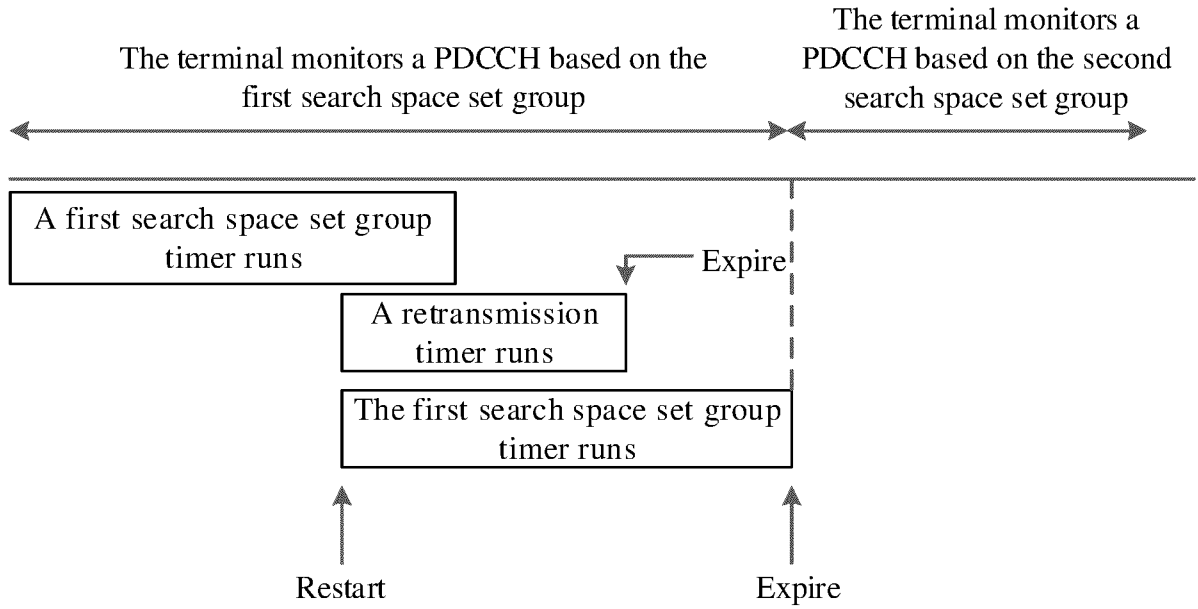 The terminal monitors a PDCCH based on the
first search space set group
The terminal monitors a
PDCCH based on the second
search space set group
A first search space set group
timer runs
Expire
A retransmission
timer runs
The first search space set group
timer runs
Restart
Expire